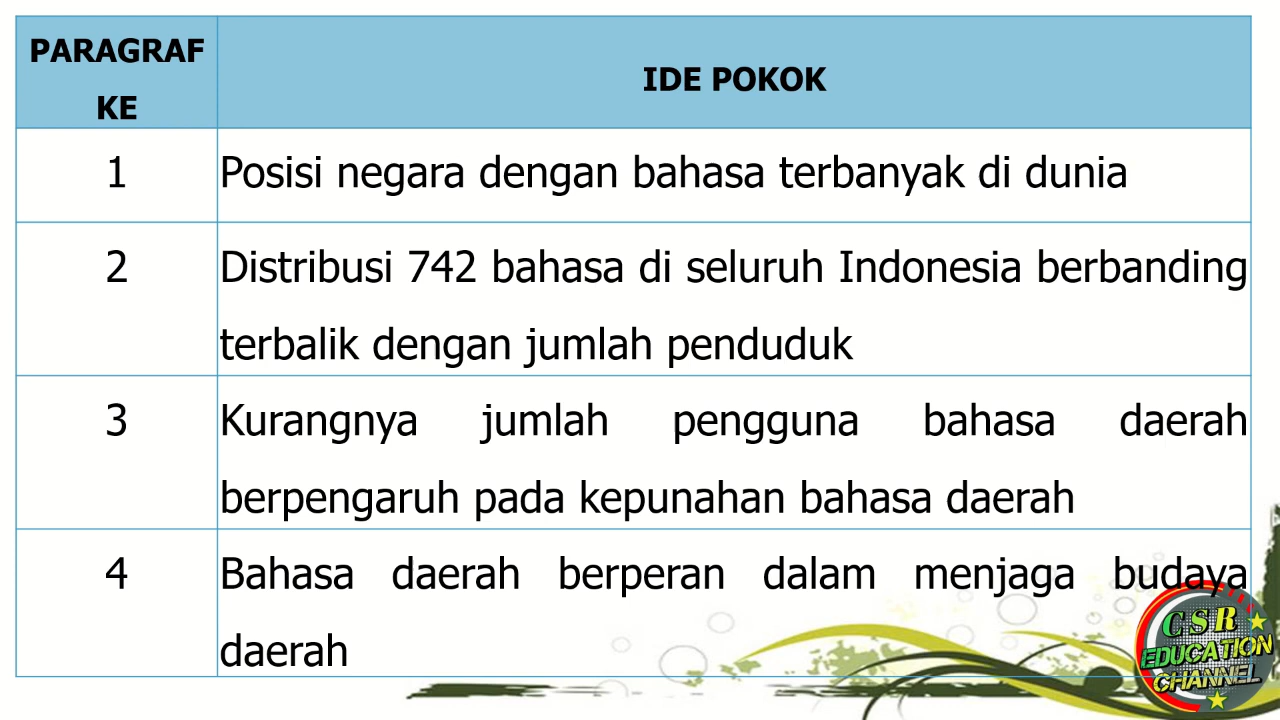 PARAGRAF
KE
IDE POKOK
1
Posisi negara dengan bahasa terbanyak di dunia
2
Distribusi 742 bahasa di seluruh Indonesia berbanding
terbalik dengan jumlah penduduk
3
Kurangnya jumlah pengguna bahasa daerah
berpengaruh pada kepunahan bahasa daerah
4
Bahasa daerah berperan dalam menjaga budaya
daerah
CSR
EDUCATION
CHANNEL